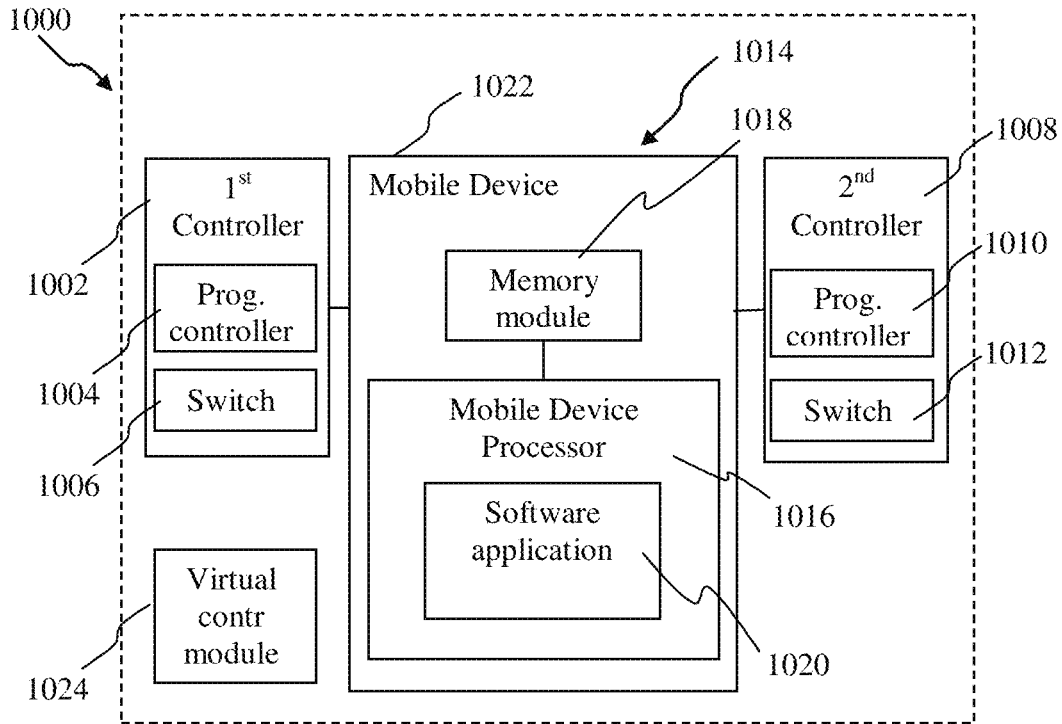 1000
1014
1022
1018
1008
1st
Controller
Mobile Device
2nd
Controller
1002
Prog.
controller
Memory
module
Prog.
controller
1010
1004
Switch
Mobile Device
Processor
Switch
1012
1006
Software
application
1016
Virtual
contr
module
1020
1024